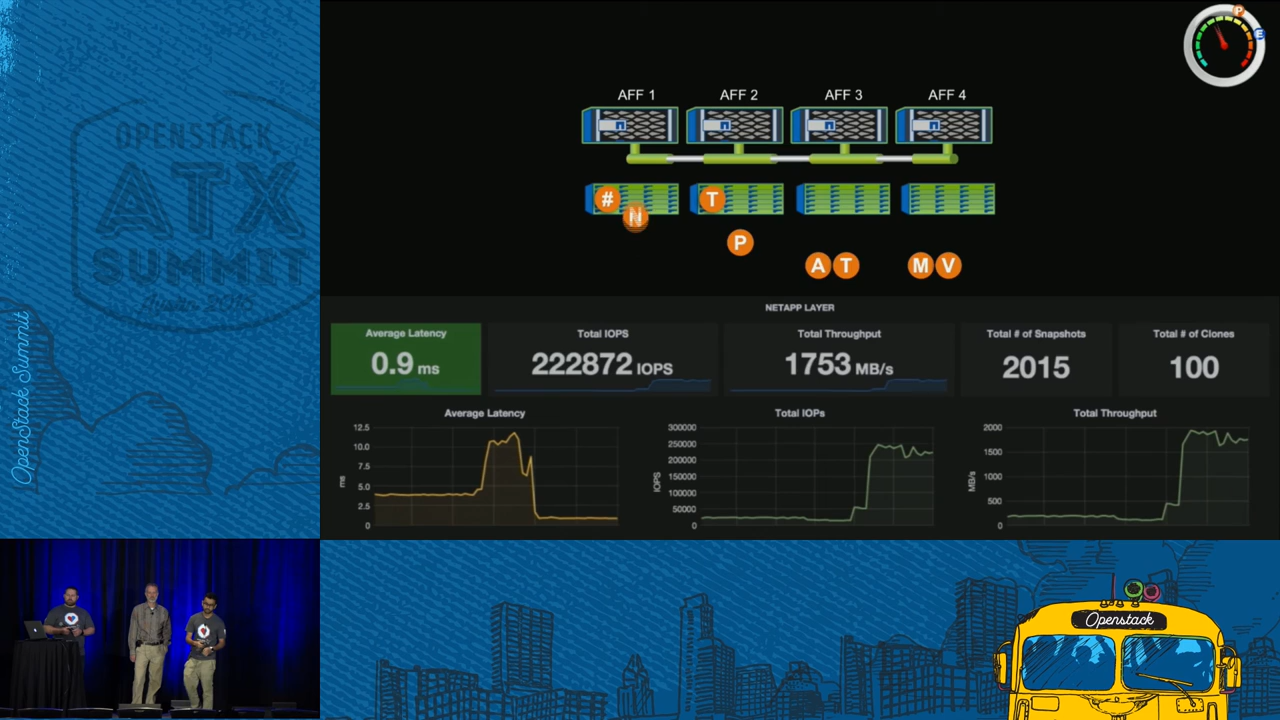 OPENSTACK
ATX
SUMMIT
Austin 2016
OpenStack Summit
P
E
AFF 1 AFF 2 AFF 3 AFF 4
n n n n
# T
N
P
A T M V
NETAPP LAYER
Average Latency Total IOPS Total Throughput Total # of Snapshots Total # of Clones
0.9 ms 222872 IOPS 1753 MB/s 2015 100
Average Latency
12.5
10.0
7.5
5.0
2.5
0
ms
Total IOPs
300000
250000
200000
150000
100000
50000
0
IOPS
Total Throughput
2000
1500
1000
500
0
MB/s
Openstack